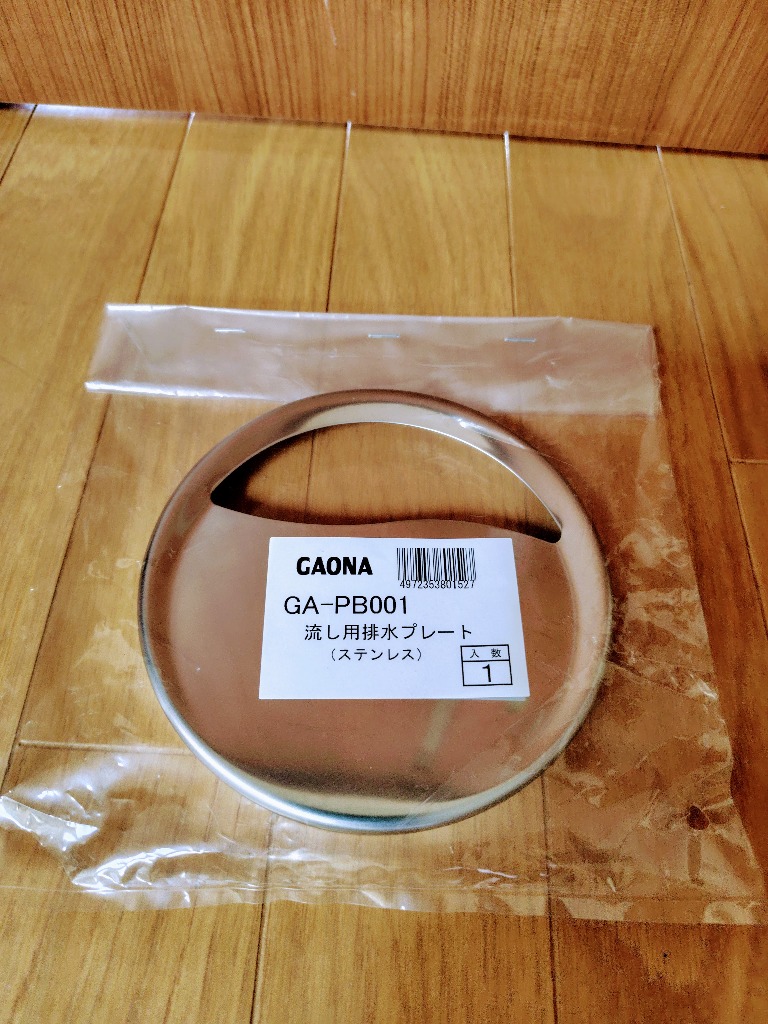 GAONA
4972353801527
GA-PB001
流し用排水プレート
(ステンレス)
入 数
1